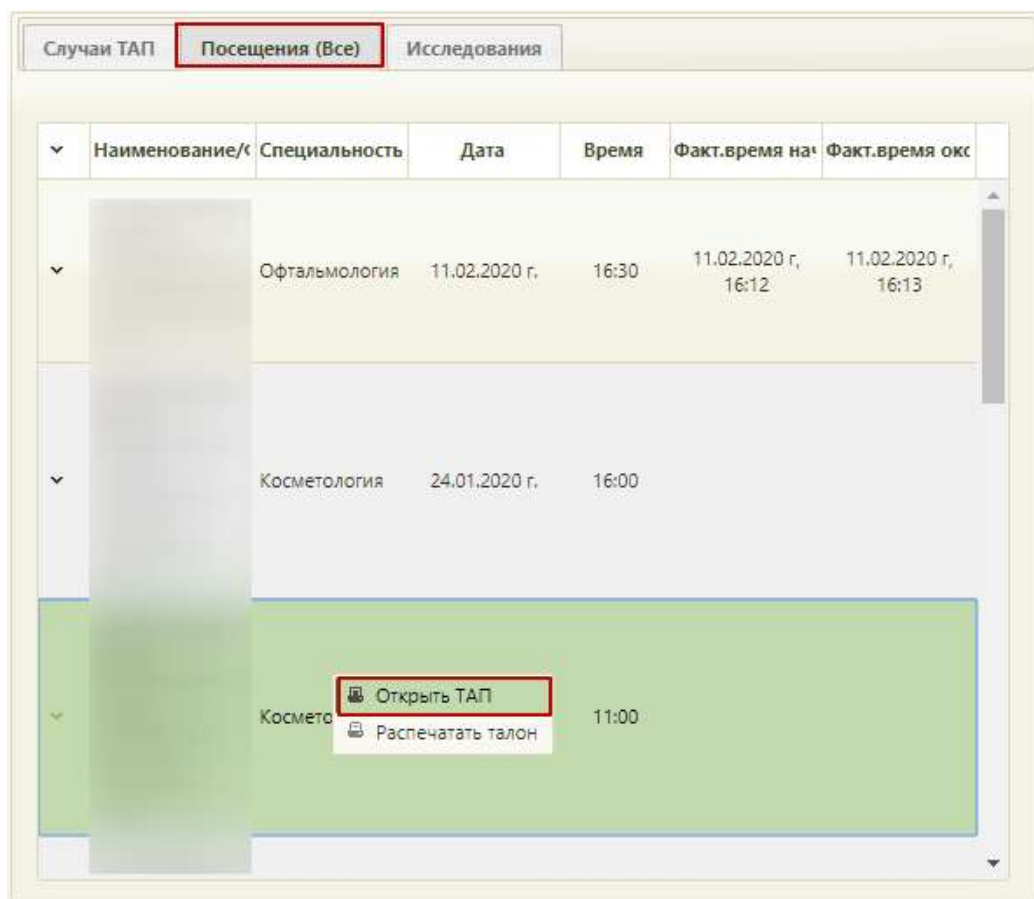 Случаи ТАП Посещения (Все) Исследования
Наименование/Ф Специальность Дата Время Факт.время нач Факт.время око
Офтальмология 11.02.2020 г. 16:30 11.02.2020 г, 16:12 11.02.2020 г, 16:13
Косметология 24.01.2020 г. 16:00
Космето 11:00
Открыть ТАП
Распечатать талон